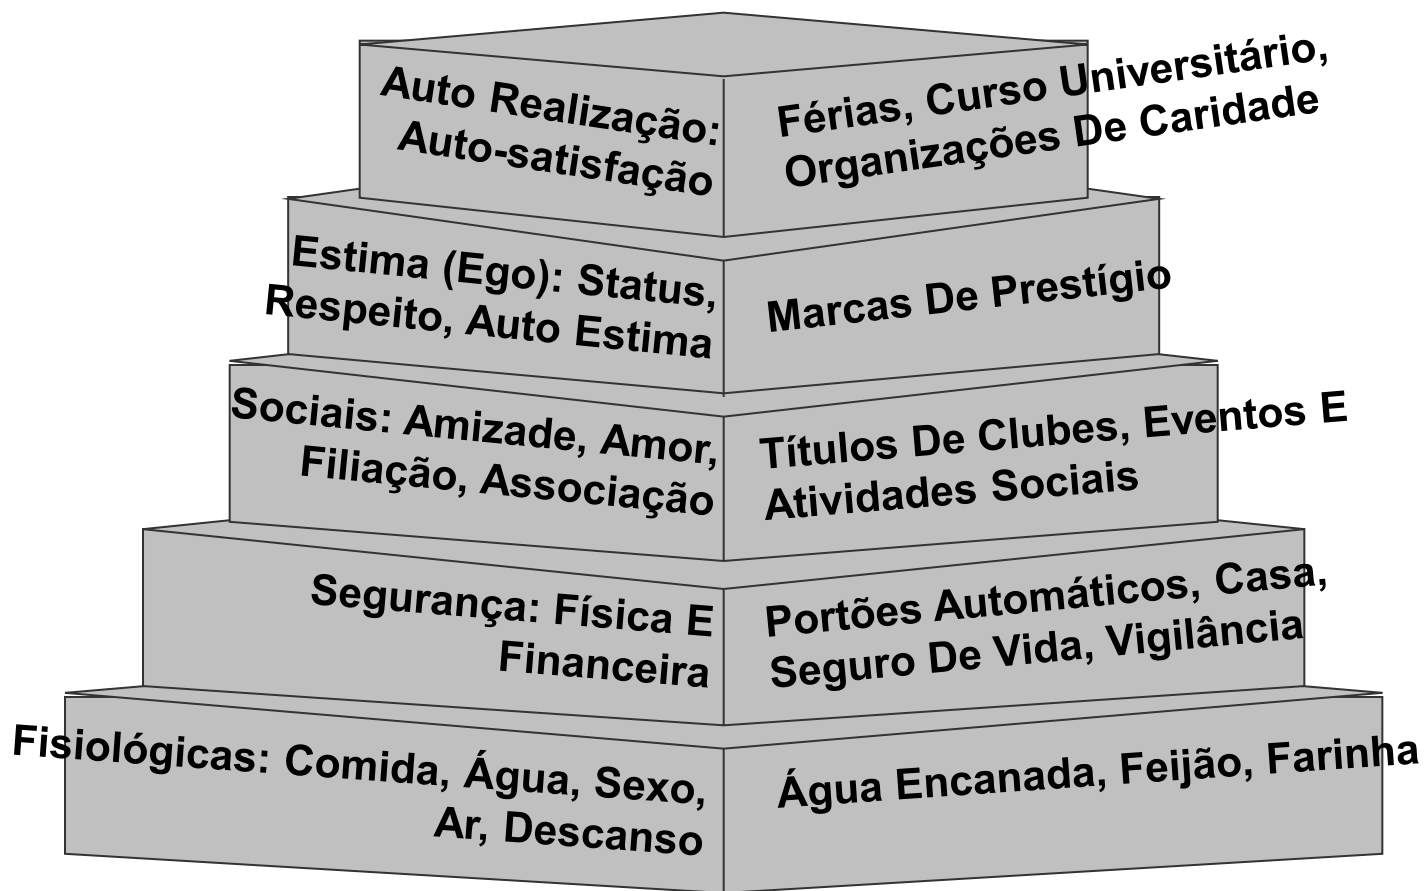 Auto Realização:
Auto-satisfação
Férias, Curso Universitário,
Organizações De Caridade
Estima (Ego): Status,
Respeito, Auto Estima
Marcas De Prestígio
Sociais: Amizade, Amor,
Filiação, Associação
Títulos De Clubes, Eventos E
Atividades Sociais
Segurança: Física E
Financeira
Portões Automáticos, Casa,
Seguro De Vida, Vigilância
Fisiológicas: Comida, Água, Sexo,
Ar, Descanso
Água Encanada, Feijão, Farinha